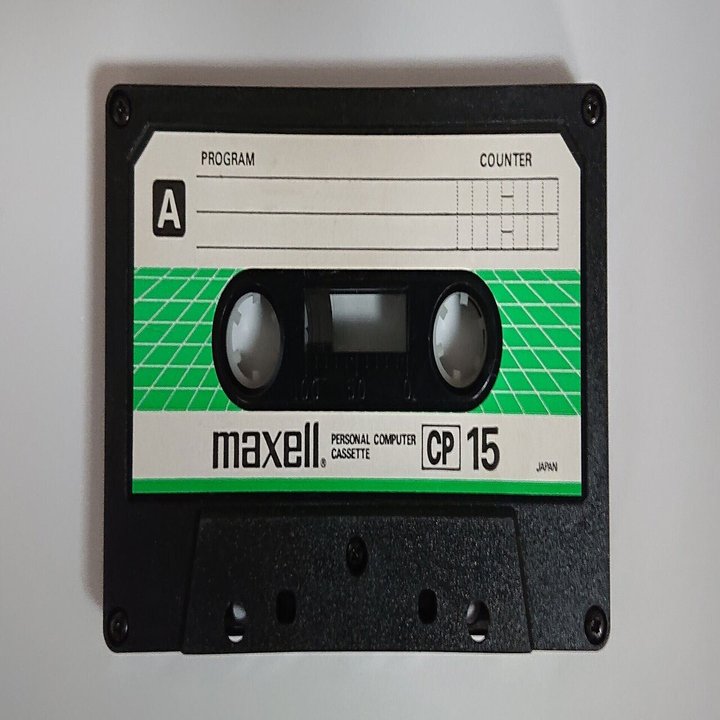 PROGRAM COUNTER
A
maxell® PERSONAL COMPUTER CASSETTE CP 15
JAPAN